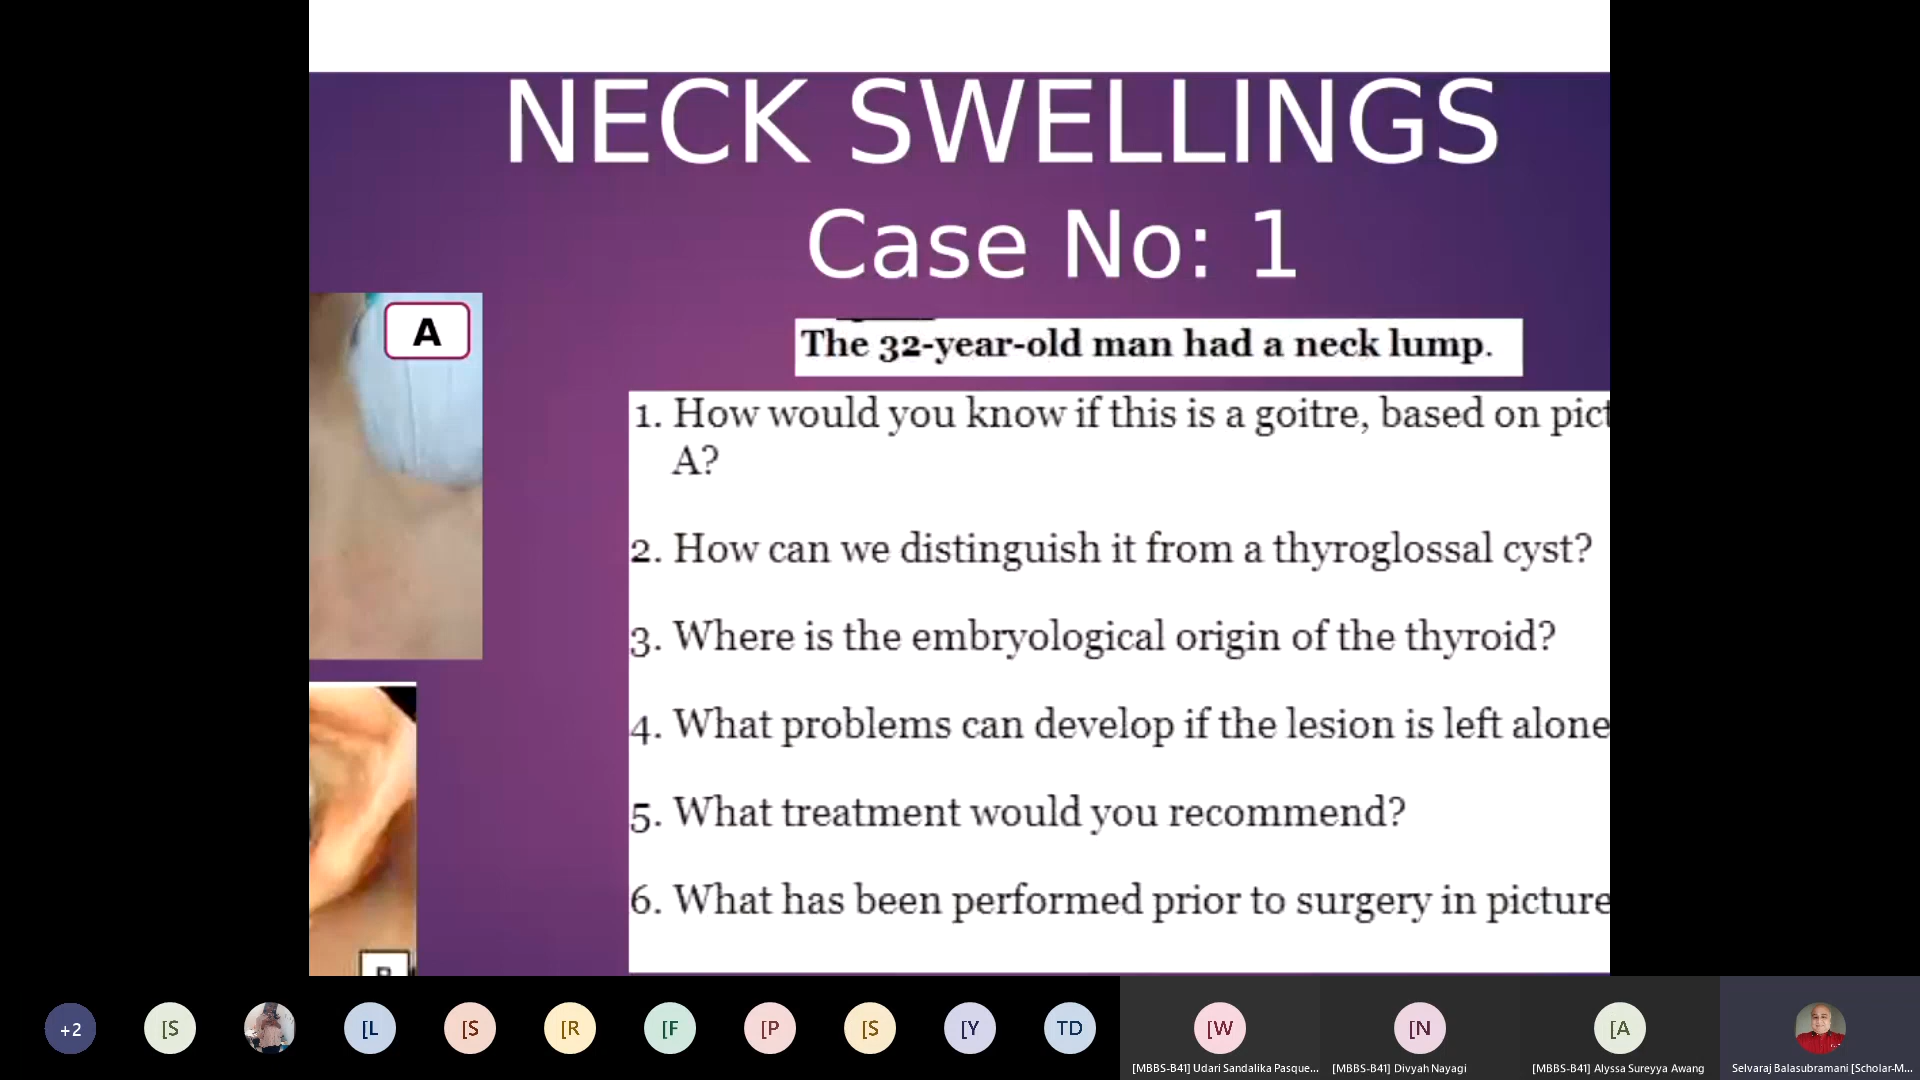 NECK SWELLINGS
Case No: 1
A
The 32-year-old man had a neck lump.
1. How would you know if this is a goitre, based on pict
A?
2. How can we distinguish it from a thyroglossal cyst?
3. Where is the embryological origin of the thyroid?
4. What problems can develop if the lesion is left alone
5. What treatment would you recommend?
6. What has been performed prior to surgery in picture
+2
[S
[L
[S
[R
[F
[P
[S
[Y
TD
[W
[N
[A
[MBBS-B41] Udari Sandalika Pasque...
[MBBS-B41] Divyah Nayagi
[MBBS-B41] Alyssa Sureyya Awang
Selvaraj Balasubramani [Scholar-M...